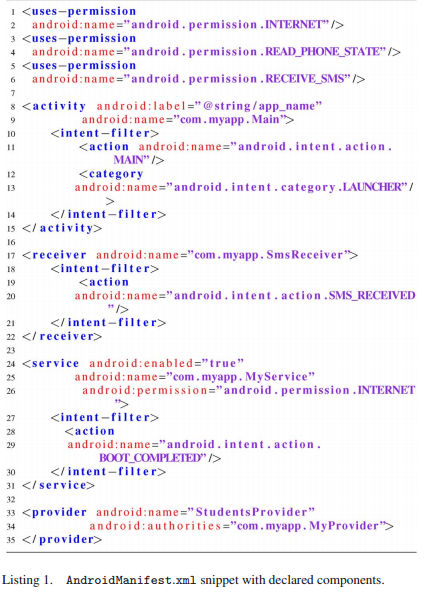 1 <uses-permission
2 android:name="android.permission.INTERNET"/>
3 <uses-permission
4 android:name="android.permission.READ_PHONE_STATE"/>
5 <uses-permission
6 android:name="android.permission.RECEIVE_SMS"/>
7
8 <activity android:label="@string/app_name"
9 android:name="com.myapp.Main">
10 <intent-filter>
11 <action android:name="android.intent.action.
MAIN"/>
12 <category
13 android:name="android.intent.category.LAUNCHER"/
>
14 </intent-filter>
15 </activity>
16
17 <receiver android:name="com.myapp.SmsReceiver">
18 <intent-filter>
19 <action
20 android:name="android.intent.action.SMS_RECEIVED
"/>
21 </intent-filter>
22 </receiver>
23
24 <service android:enabled="true"
25 android:name="com.myapp.MyService"
26 android:permission="android.permission.INTERNET
">
27 <intent-filter>
28 <action
29 android:name="android.intent.action.
BOOT_COMPLETED"/>
30 </intent-filter>
31 </service>
32
33 <provider android:name="StudentsProvider"
34 android:authorities="com.myapp.MyProvider">
35 </provider>
Listing 1. AndroidManifest.xml snippet with declared components.